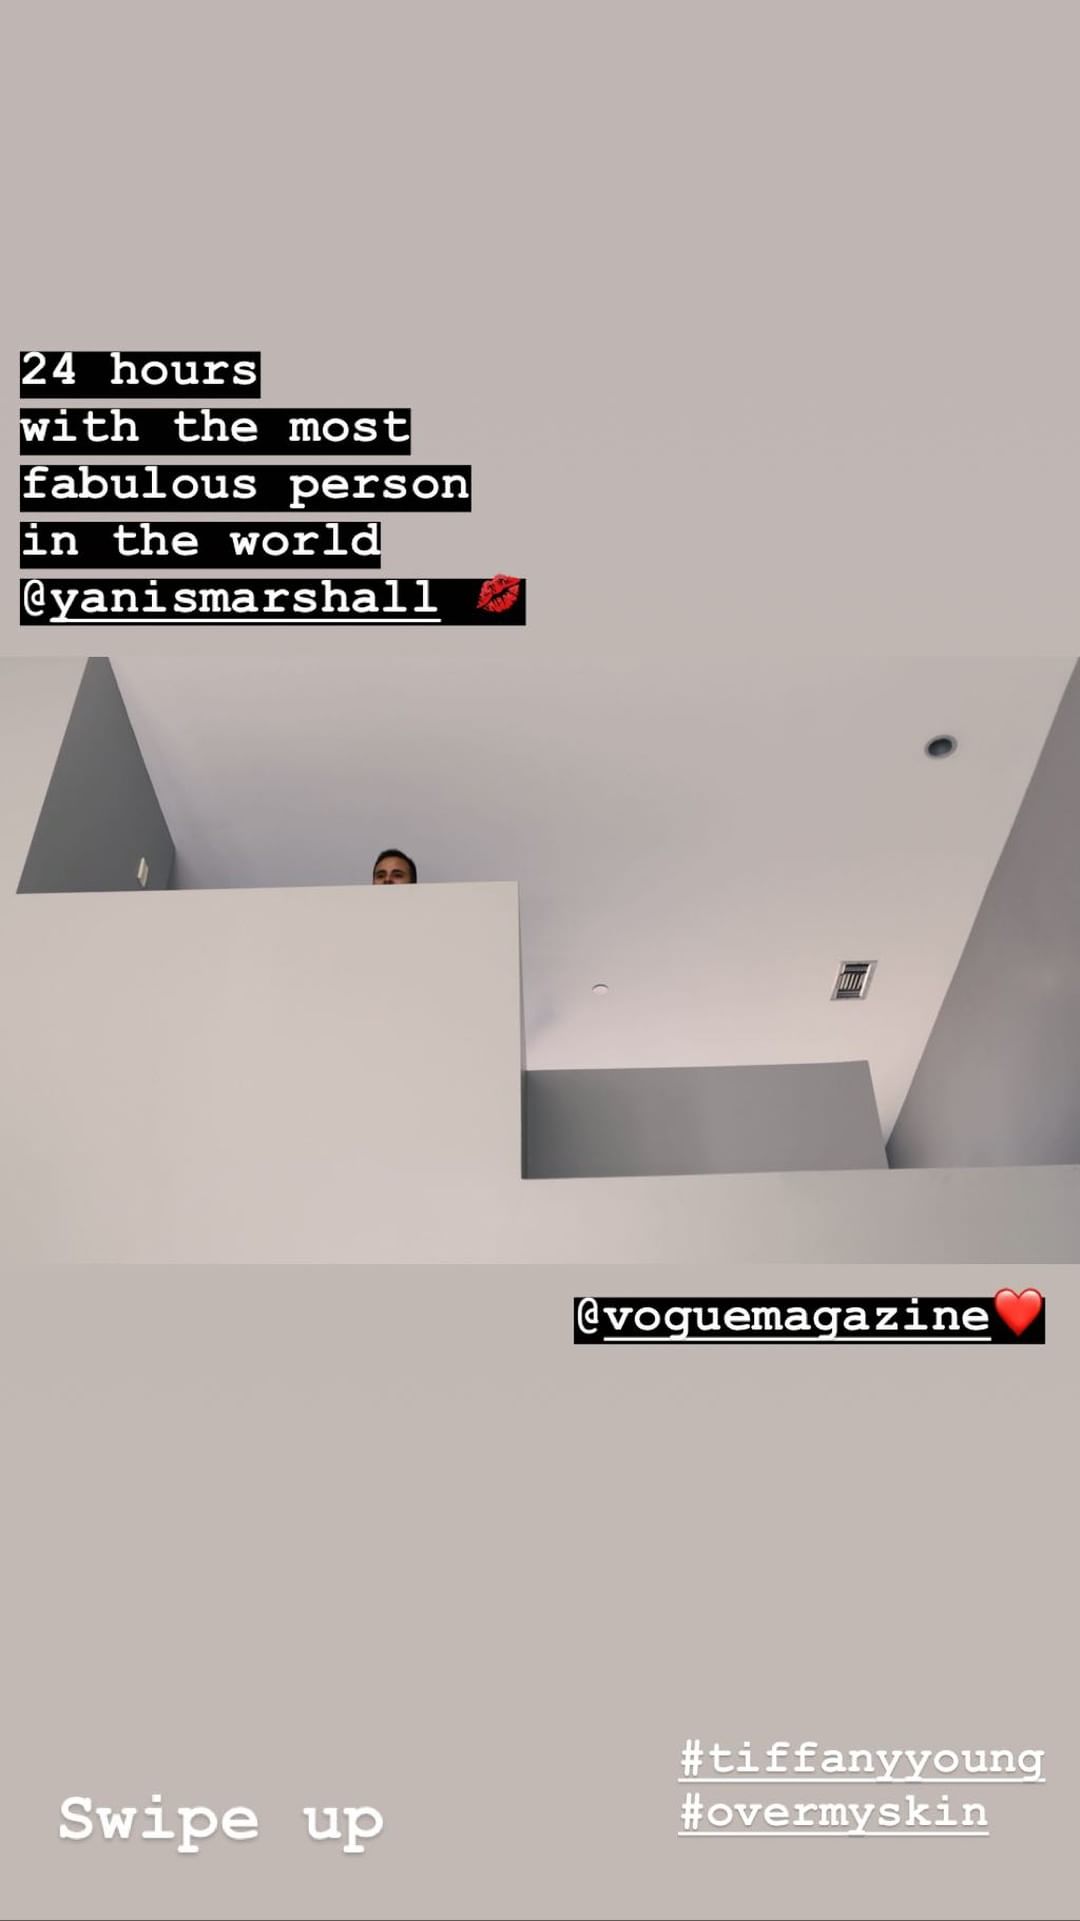 24 hours
with the most
fabulous person
in the world
@yanismarshall 💋
@voguemagazine❤️
#tiffanyyoung
#overmyskin
Swipe up